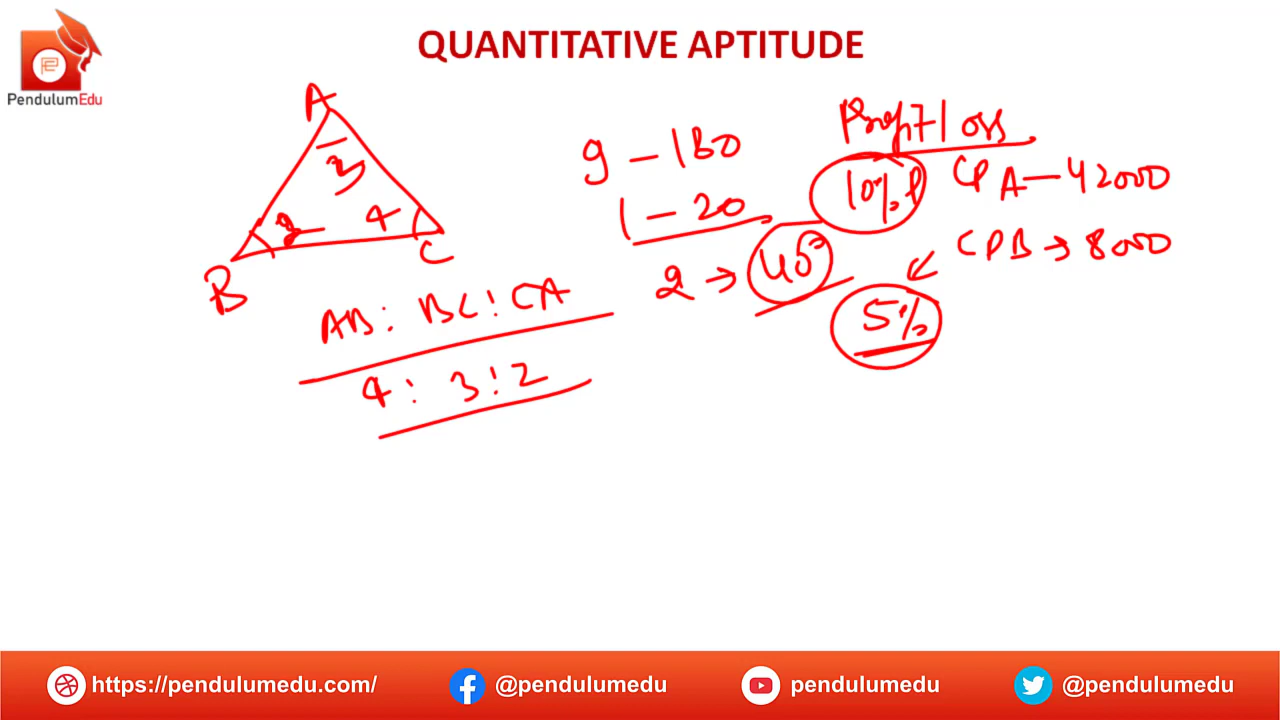 QUANTITATIVE APTITUDE
PendulumEdu
A
3
2
4
B
C
AB : BC : CA
4 : 3 : 2
9 - 180
1 - 20
2 → 40°
Profit/loss
10% P
CP A - 42000
CPB → 8000
5%
https://pendulumedu.com/
@pendulumedu
pendulumedu
@pendulumedu